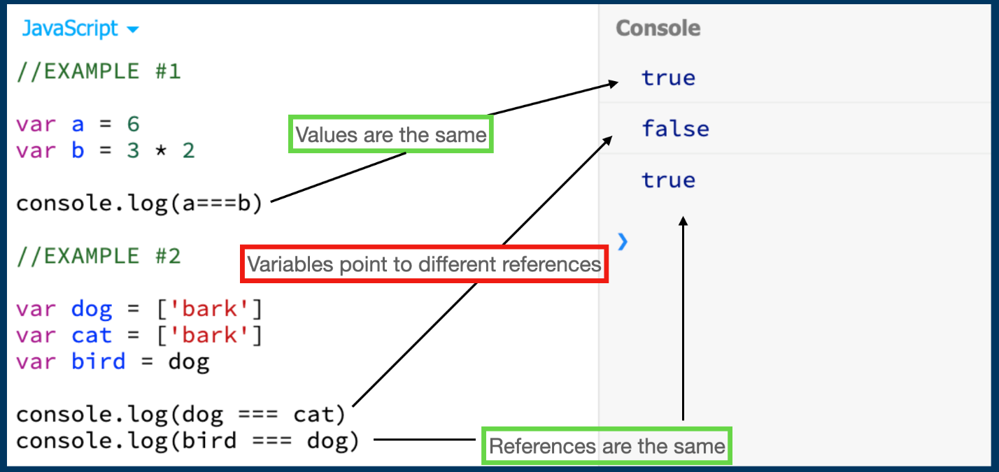 JavaScript
//EXAMPLE #1
var a = 6
var b = 3 * 2
console.log(a===b)
//EXAMPLE #2
var dog = ['bark']
var cat = ['bark']
var bird = dog
console.log(dog === cat)
console.log(bird === dog)
Values are the same
Variables point to different references
References are the same
Console
true
false
true